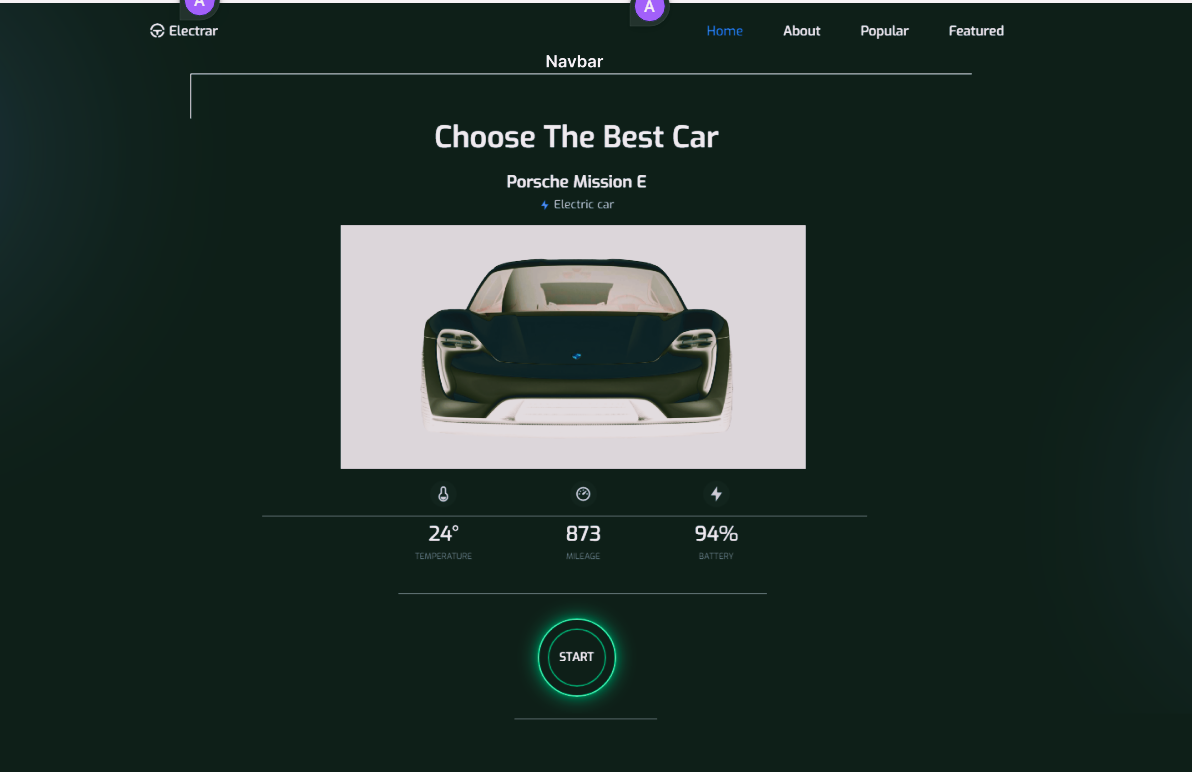 A
A
Electrar
Home About Popular Featured
Navbar
Choose The Best Car
Porsche Mission E
Electric car
24° 873 94%
TEMPERATURE MILEAGE BATTERY
START